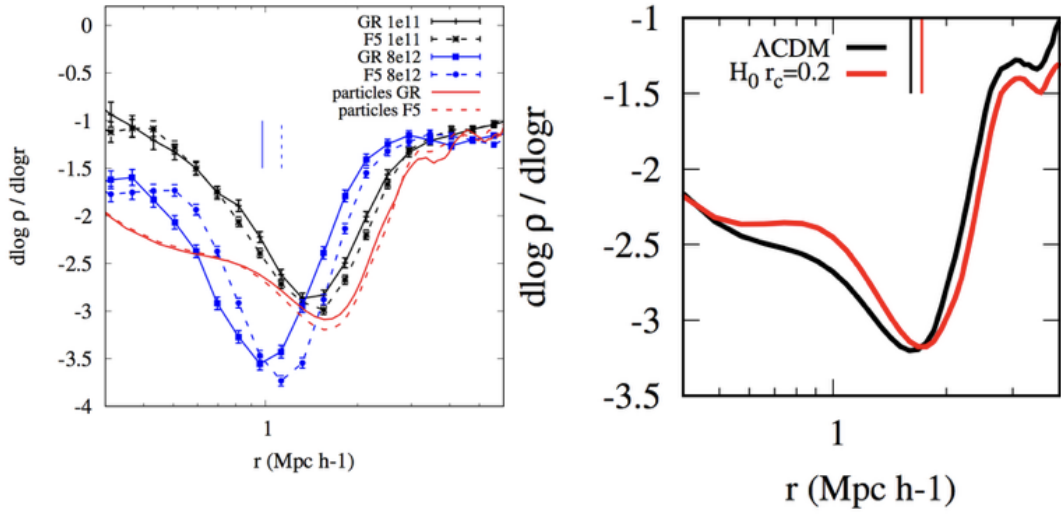 0
-0.5
-1
-1.5
-2
-2.5
-3
-3.5
-4
dlog ρ / dlogr
GR 1e11
F5 1e11
GR 8e12
F5 8e12
particles GR
particles F5
1
r (Mpc h-1)
-1
-1.5
-2
-2.5
-3
-3.5
dlog ρ / dlogr
ΛCDM
H₀ r_c=0.2
1
r (Mpc h-1)